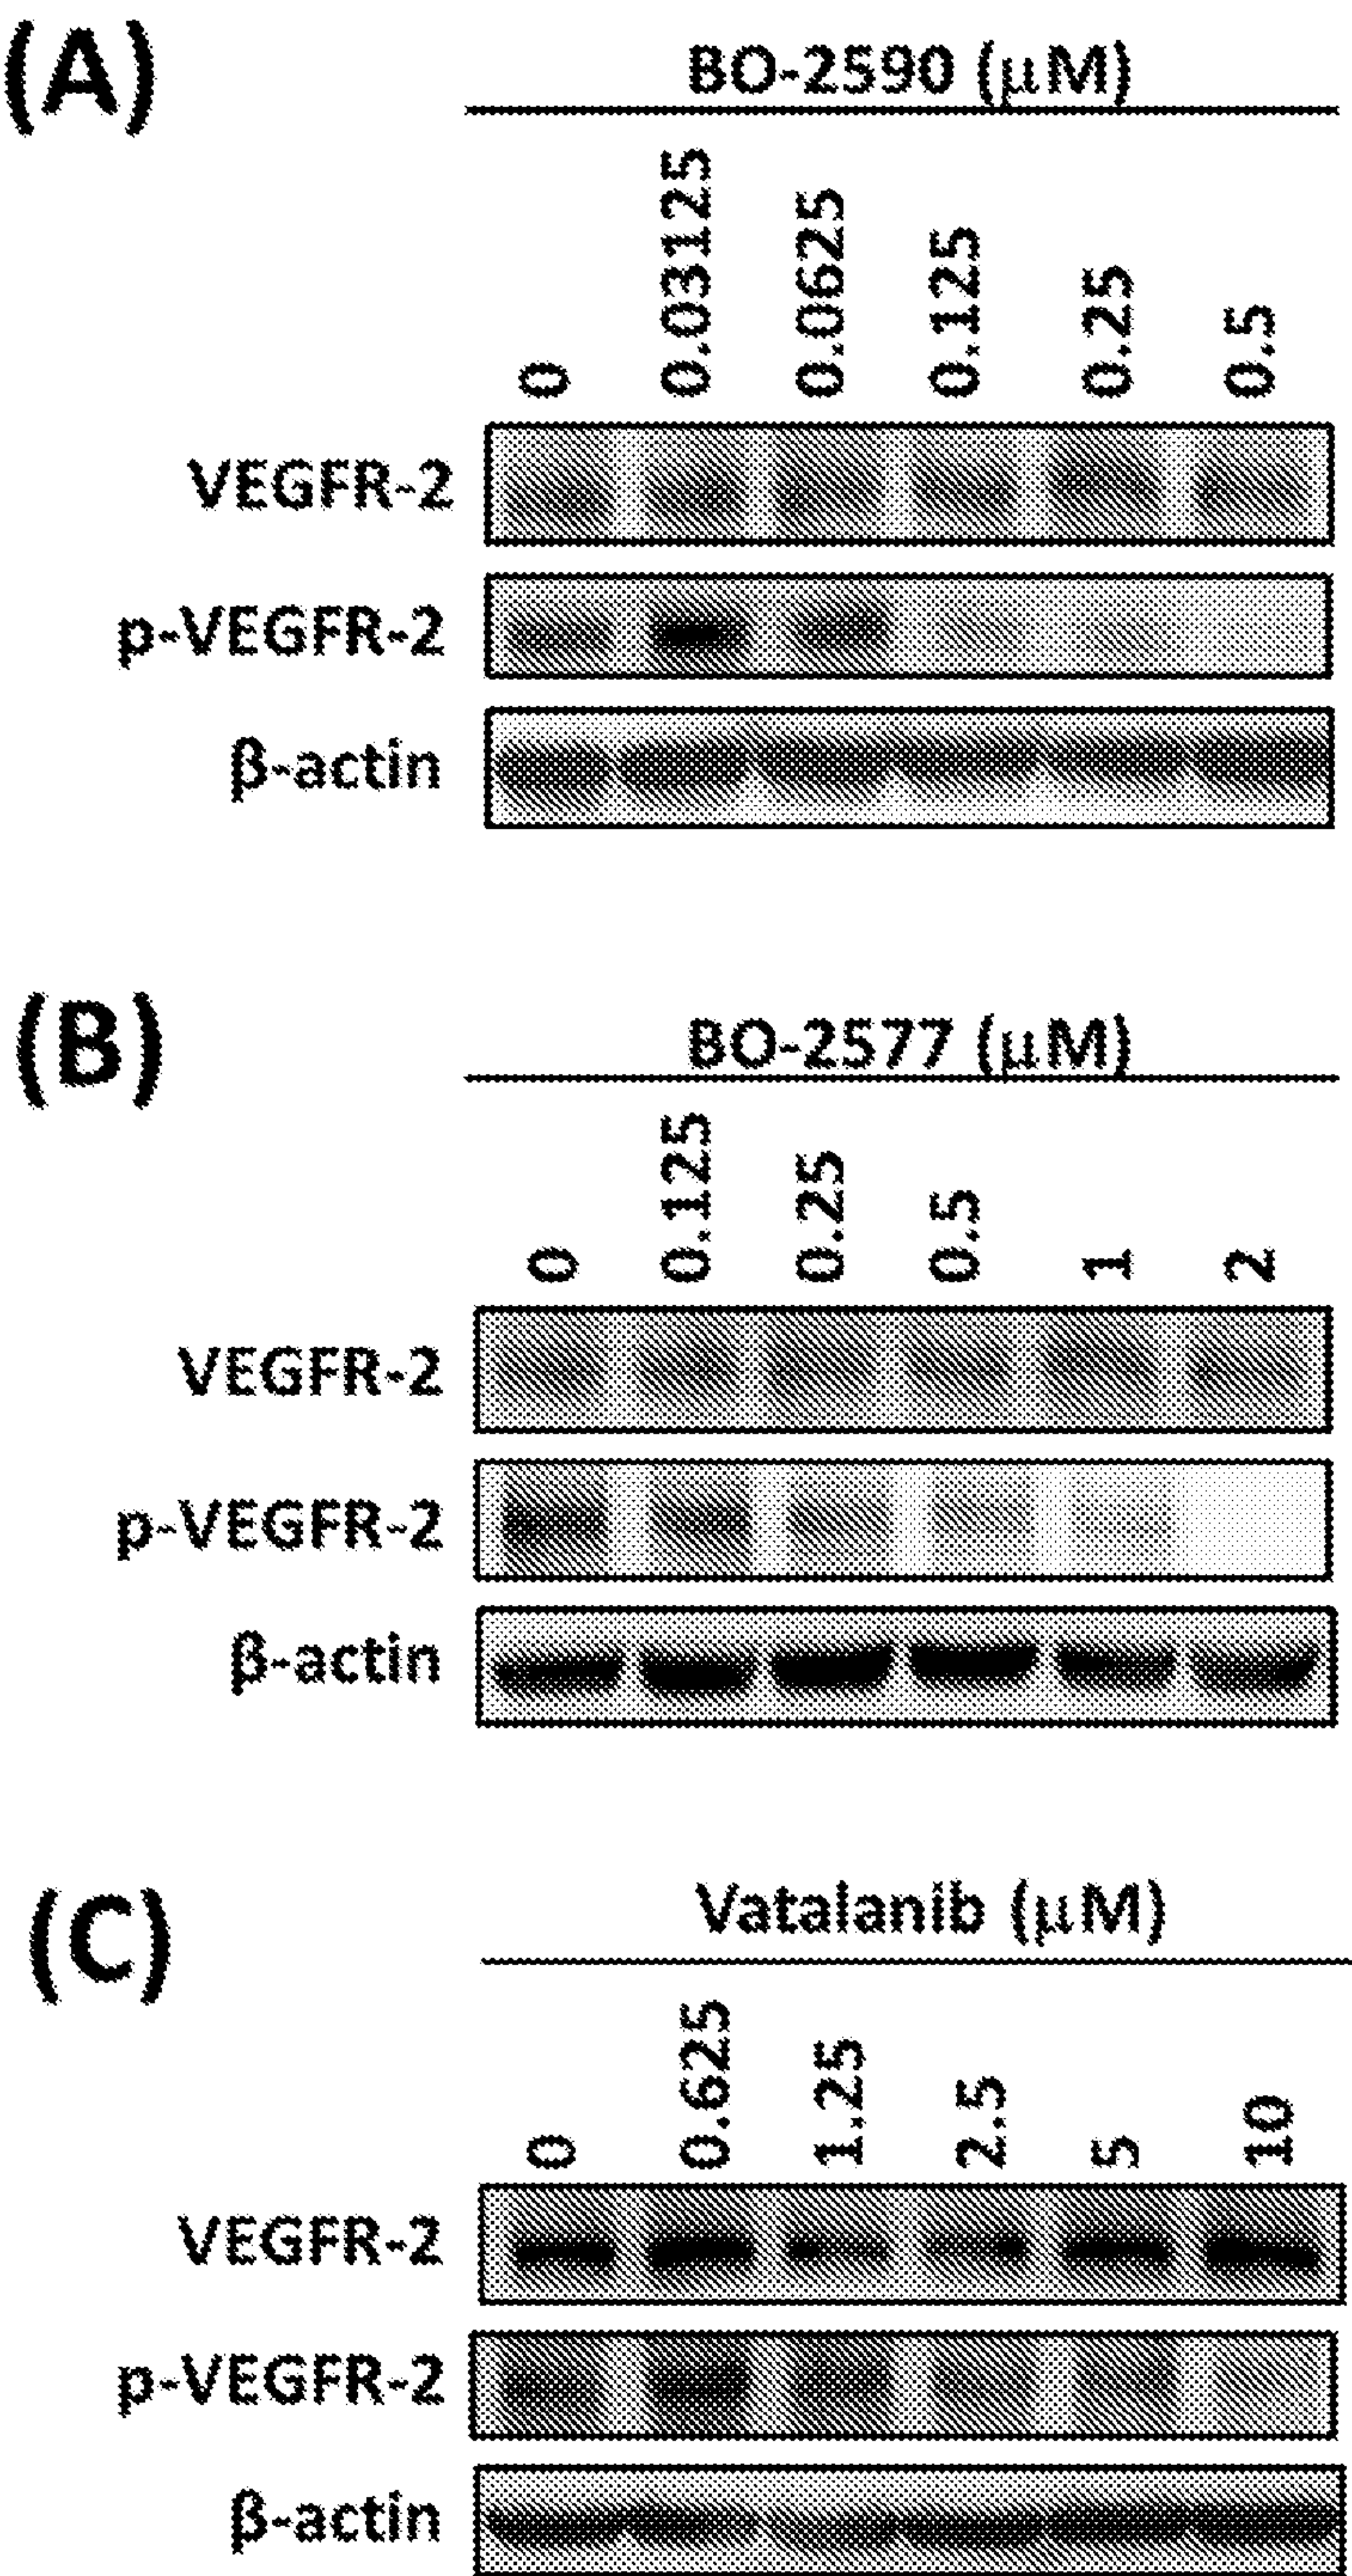 (A)
BO-2590 (μM)
0 0.03125 0.0625 0.125 0.25 0.5
VEGFR-2
p-VEGFR-2
β-actin
(B)
BO-2577 (μM)
0 0.125 0.25 0.5 1 2
VEGFR-2
p-VEGFR-2
β-actin
(C)
Vatalanib (μM)
0 0.625 1.25 2.5 5 10
VEGFR-2
p-VEGFR-2
β-actin